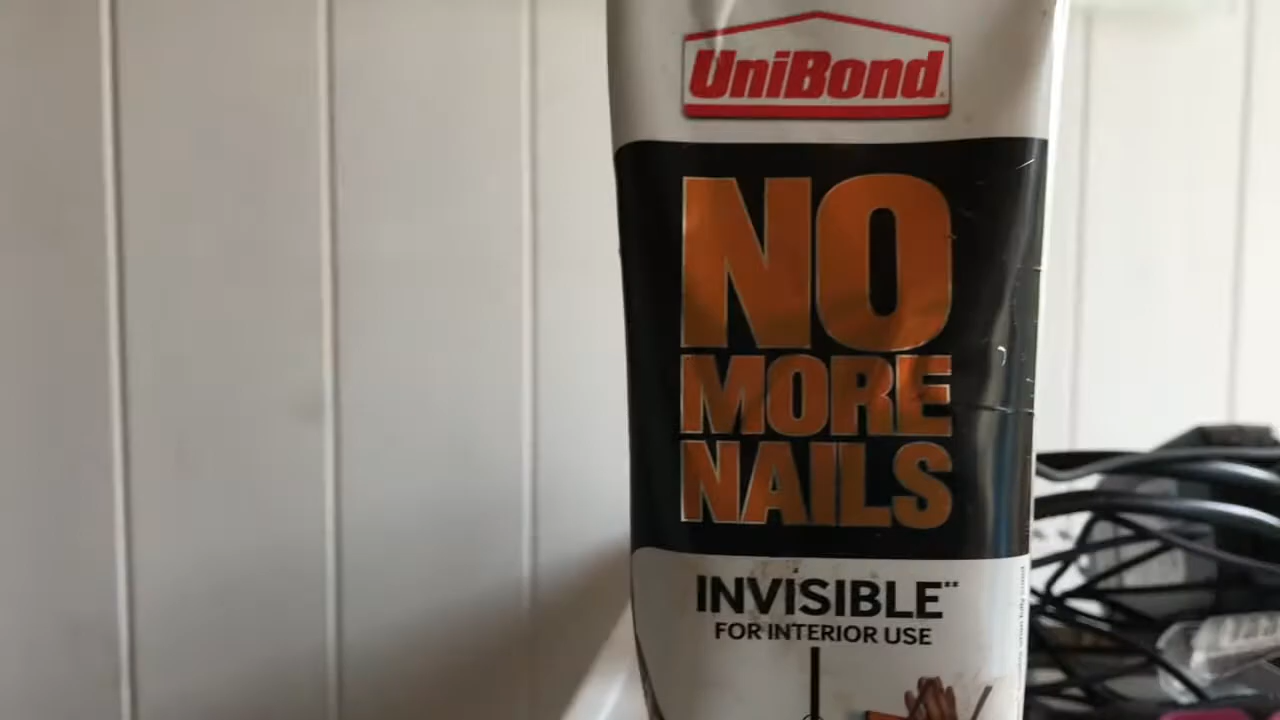 UniBond
NO
MORE
NAILS
INVISIBLE**
FOR INTERIOR USE